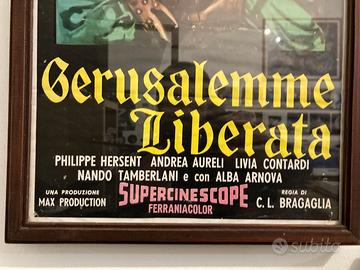 Gerusalemme
Liberata
PHILIPPE HERSENT ANDREA AURELI LIVIA CONTARDI
NANDO TAMBERLANI e con ALBA ARNOVA
UNA PRODUZIONE
MAX PRODUCTION
SUPERCINESCOPE
FERRANIACOLOR
REGIA DI
C. L. BRAGAGLIA
subito